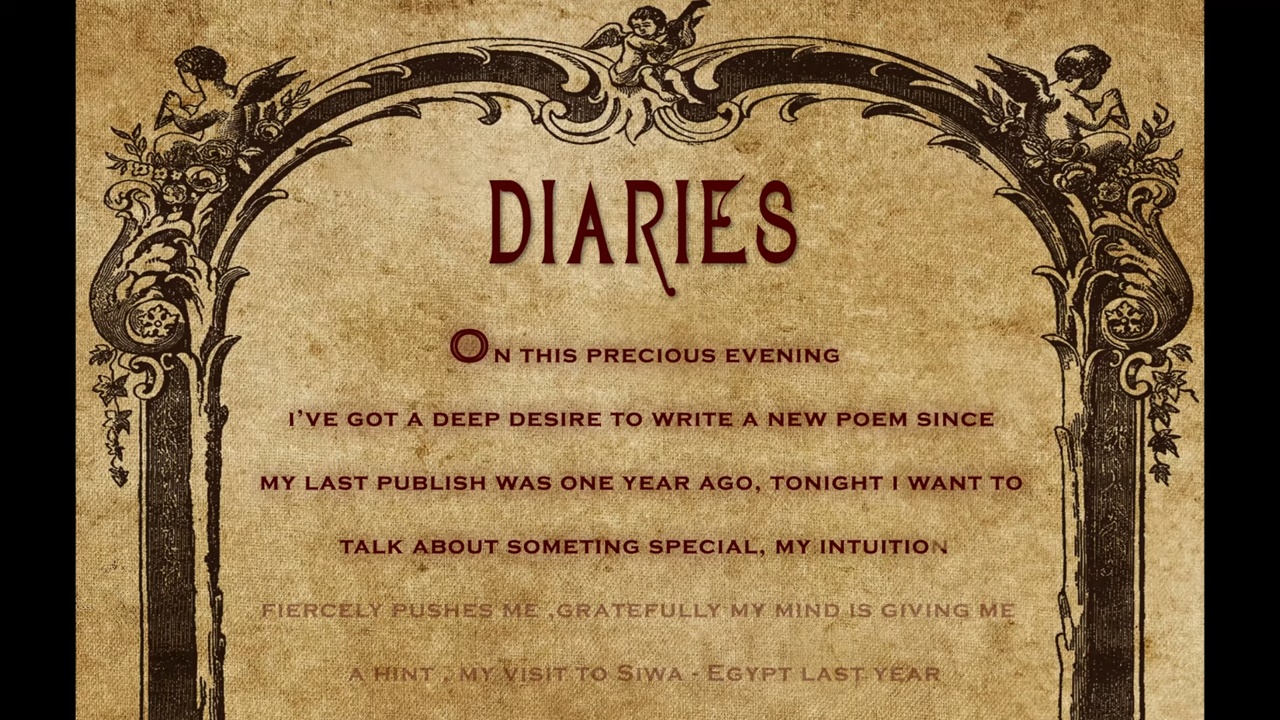 DIARIES
ON THIS PRECIOUS EVENING
I'VE GOT A DEEP DESIRE TO WRITE A NEW POEM SINCE
MY LAST PUBLISH WAS ONE YEAR AGO, TONIGHT I WANT TO
TALK ABOUT SOMETING SPECIAL, MY INTUITION
FIERCELY PUSHES ME ,GRATEFULLY MY MIND IS GIVING ME
A HINT , MY VISIT TO SIWA - EGYPT LAST YEAR